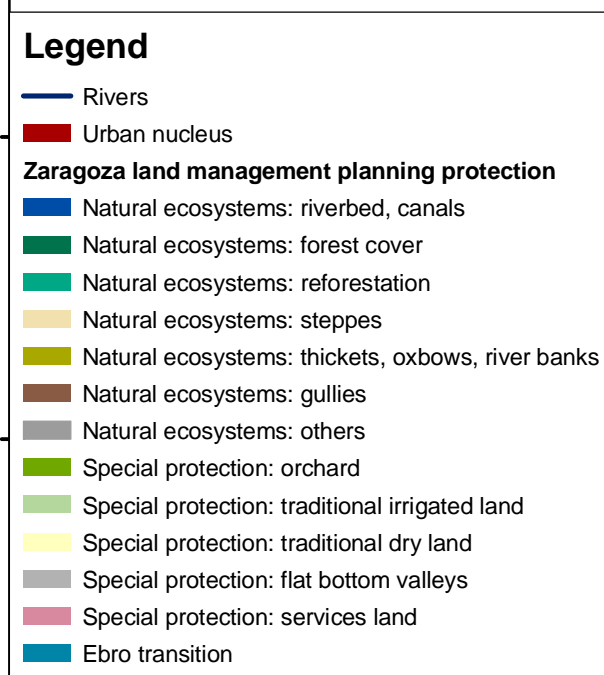 Legend
Rivers
Urban nucleus
Zaragoza land management planning protection
Natural ecosystems: riverbed, canals
Natural ecosystems: forest cover
Natural ecosystems: reforestation
Natural ecosystems: steppes
Natural ecosystems: thickets, oxbows, river banks
Natural ecosystems: gullies
Natural ecosystems: others
Special protection: orchard
Special protection: traditional irrigated land
Special protection: traditional dry land
Special protection: flat bottom valleys
Special protection: services land
Ebro transition